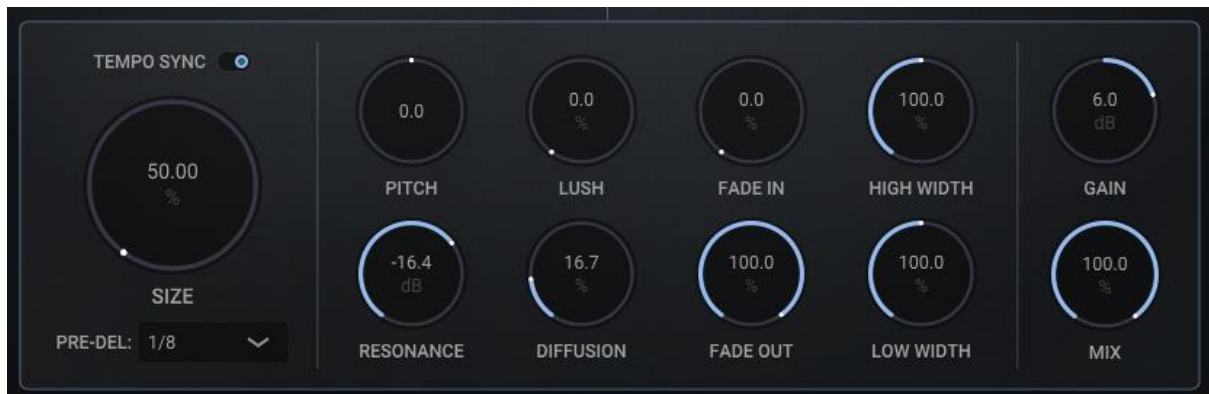 TEMPO SYNC
50.00
%
SIZE
PRE-DEL: 1/8
0.0
PITCH
0.0
%
LUSH
0.0
%
FADE IN
100.0
%
HIGH WIDTH
-16.4
dB
RESONANCE
16.7
%
DIFFUSION
100.0
%
FADE OUT
100.0
%
LOW WIDTH
6.0
dB
GAIN
100.0
%
MIX